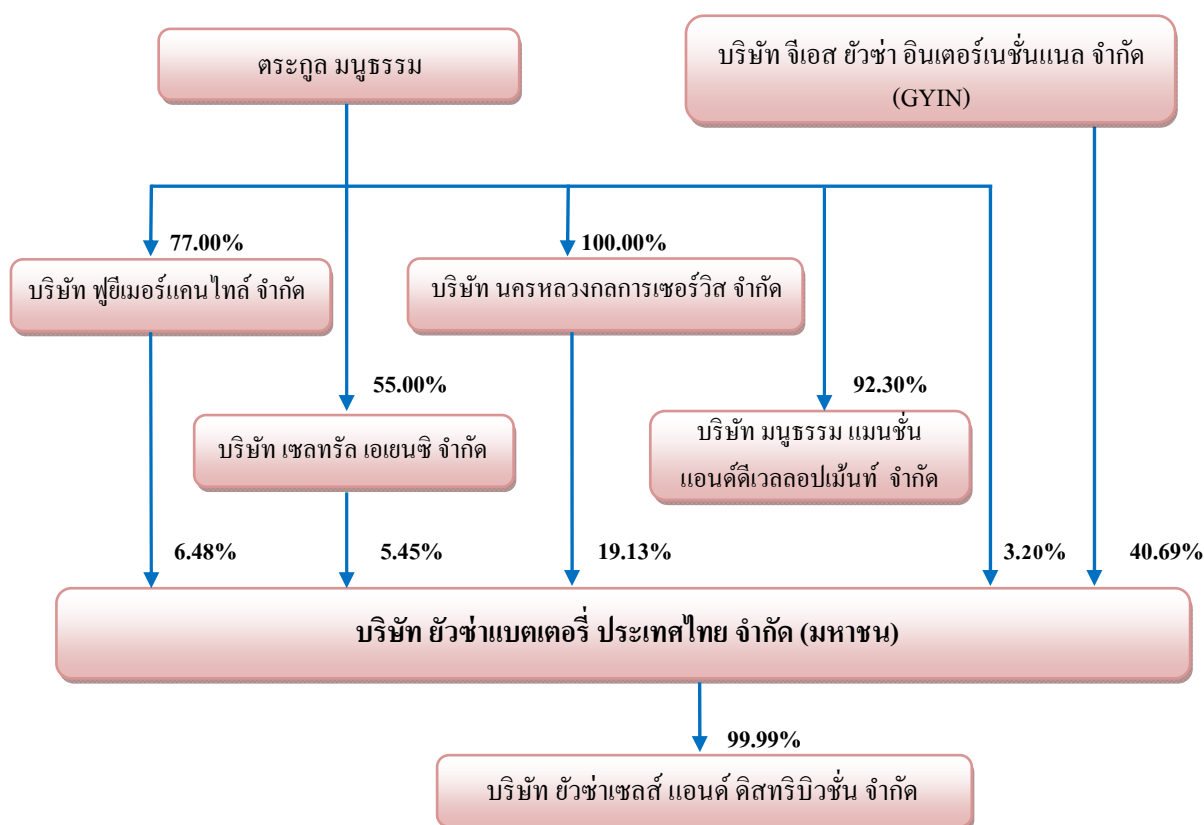 ตระกูล มนูธรรม
บริษัท จีเอส ยัวซ่า อินเตอร์เนชั่นแนล จำกัด
(GYIN)
77.00%
100.00%
บริษัท ฟูยีเมอร์แคนไทล์ จำกัด
บริษัท นครหลวงกลการเซอร์วิส จำกัด
55.00%
92.30%
บริษัท เซลทรัล เอเยนซิ จำกัด
บริษัท มนูธรรม แมนชั่น
แอนด์ดีเวลลอปเม้นท์ จำกัด
6.48%
5.45%
19.13%
3.20%
40.69%
บริษัท ยัวซ่าแบตเตอรี่ ประเทศไทย จำกัด (มหาชน)
99.99%
บริษัท ยัวซ่าเซลส์ แอนด์ ดิสทริบิวชั่น จำกัด